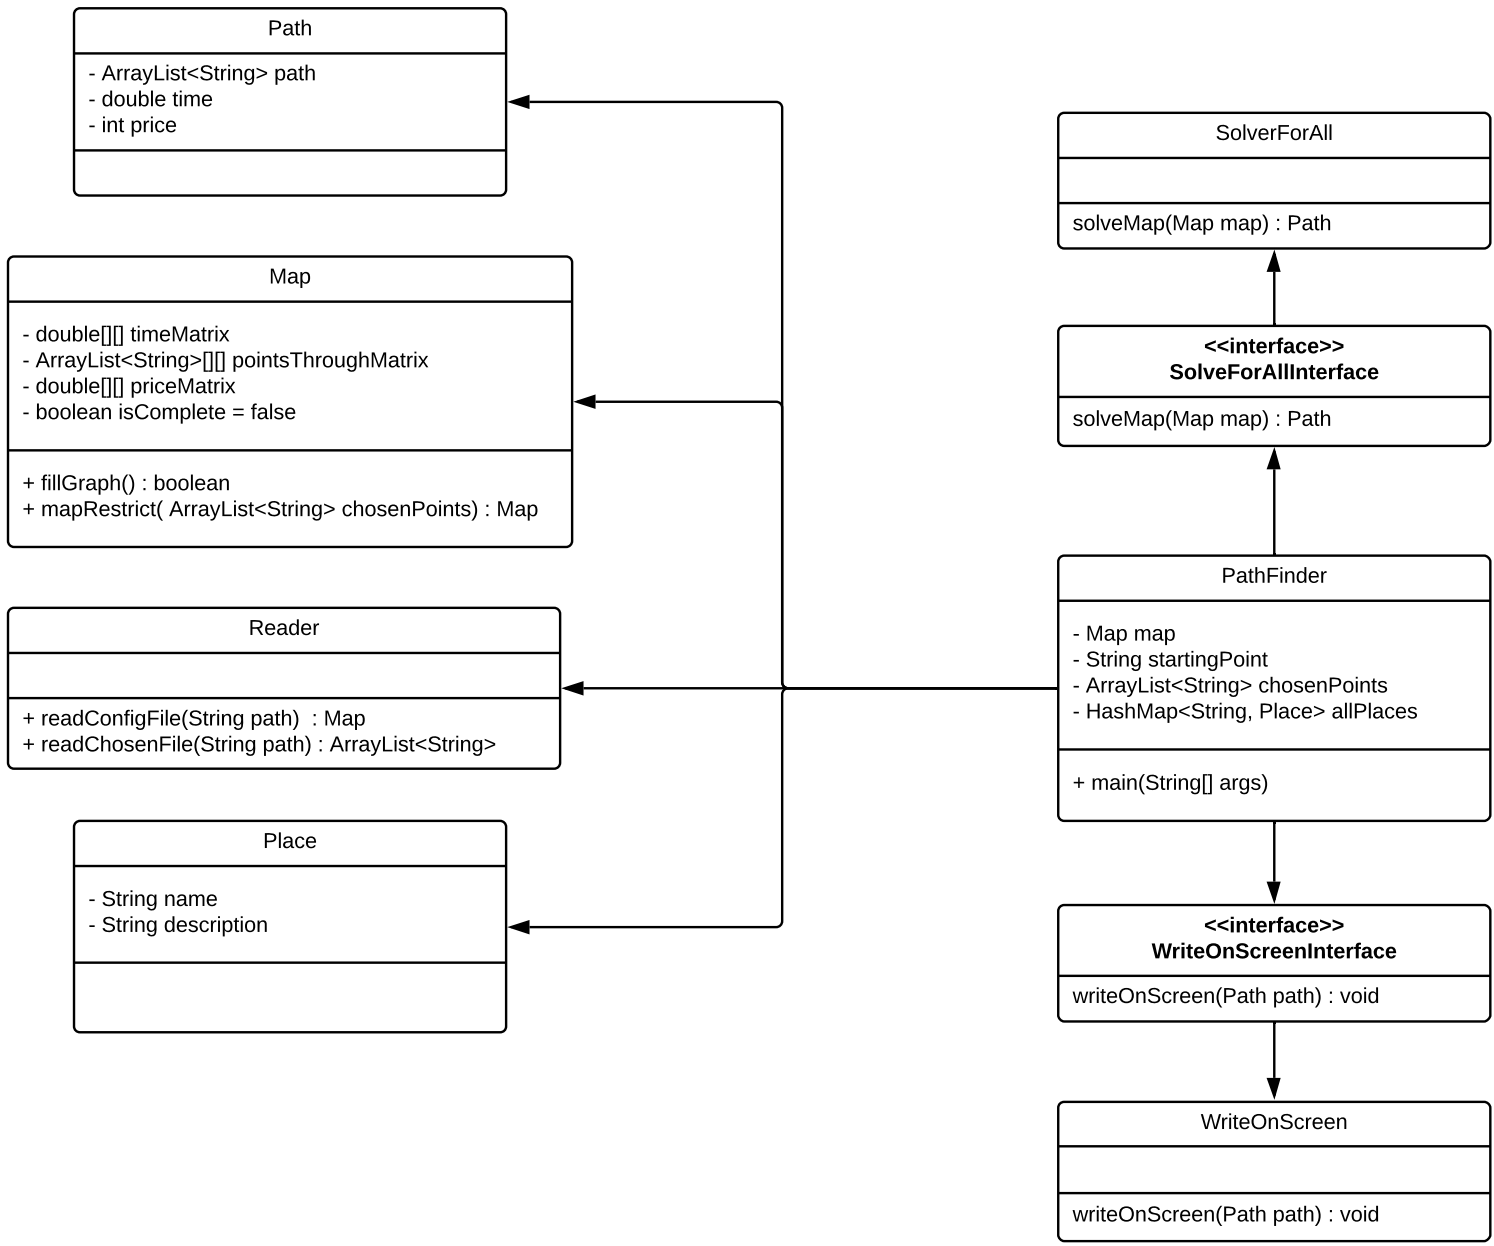 Path
- ArrayList<String> path
- double time
- int price
Map
- double[][] timeMatrix
- ArrayList<String>[][] pointsThroughMatrix
- double[][] priceMatrix
- boolean isComplete = false
+ fillGraph() : boolean
+ mapRestrict( ArrayList<String> chosenPoints) : Map
Reader
+ readConfigFile(String path)  : Map
+ readChosenFile(String path) : ArrayList<String>
Place
- String name
- String description
SolverForAll
solveMap(Map map) : Path
<<interface>>
SolveForAllInterface
solveMap(Map map) : Path
PathFinder
- Map map
- String startingPoint
- ArrayList<String> chosenPoints
- HashMap<String, Place> allPlaces
+ main(String[] args)
<<interface>>
WriteOnScreenInterface
writeOnScreen(Path path) : void
WriteOnScreen
writeOnScreen(Path path) : void